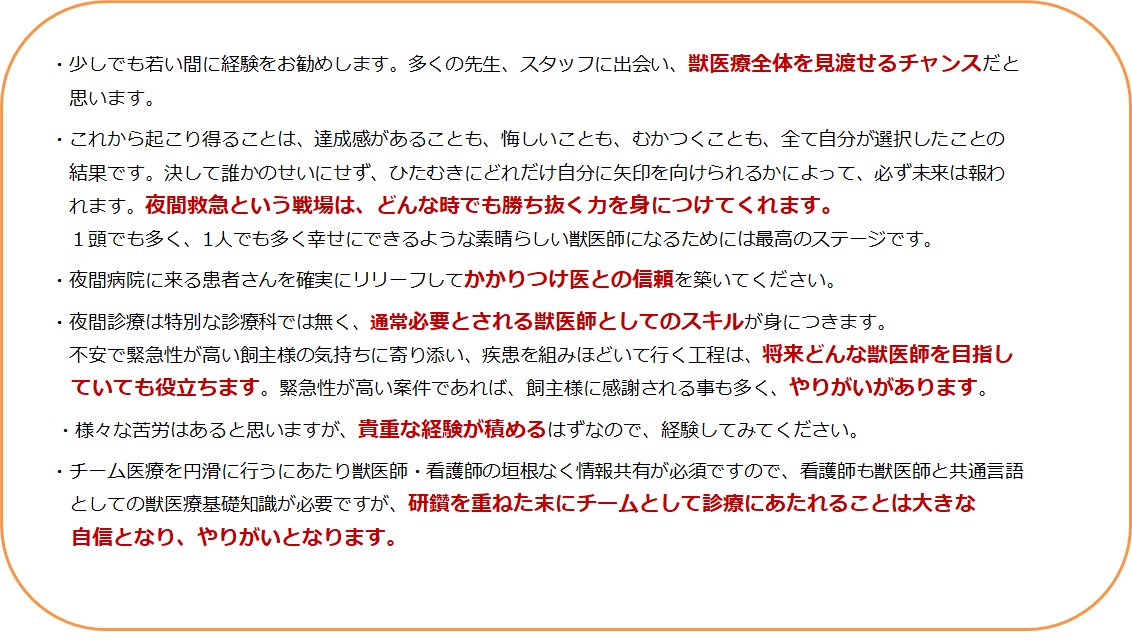 ・少しでも若い間に経験をお勧めします。多くの先生、スタッフに出会い、獣医療全体を見渡せるチャンスだと
思います。
・これから起こり得ることは、達成感があることも、悔しいことも、むかつくことも、全て自分が選択したことの
結果です。決して誰かのせいにせず、ひたむきにどれだけ自分に矢印を向けられるかによって、必ず未来は報わ
れます。夜間救急という戦場は、どんな時でも勝ち抜く力を身につけてくれます。
１頭でも多く、1人でも多く幸せにできるような素晴らしい獣医師になるためには最高のステージです。
・夜間病院に来る患者さんを確実にリリーフしてかかりつけ医との信頼を築いてください。
・夜間診療は特別な診療科では無く、通常必要とされる獣医師としてのスキルが身につきます。
不安で緊急性が高い飼主様の気持ちに寄り添い、疾患を組みほどいて行く工程は、将来どんな獣医師を目指し
ていても役立ちます。緊急性が高い案件であれば、飼主様に感謝される事も多く、やりがいがあります。
・様々な苦労はあると思いますが、貴重な経験が積めるはずなので、経験してみてください。
・チーム医療を円滑に行うにあたり獣医師・看護師の垣根なく情報共有が必須ですので、看護師も獣医師と共通言語
としての獣医療基礎知識が必要ですが、研鑽を重ねた末にチームとして診療にあたれることは大きな
自信となり、やりがいとなります。